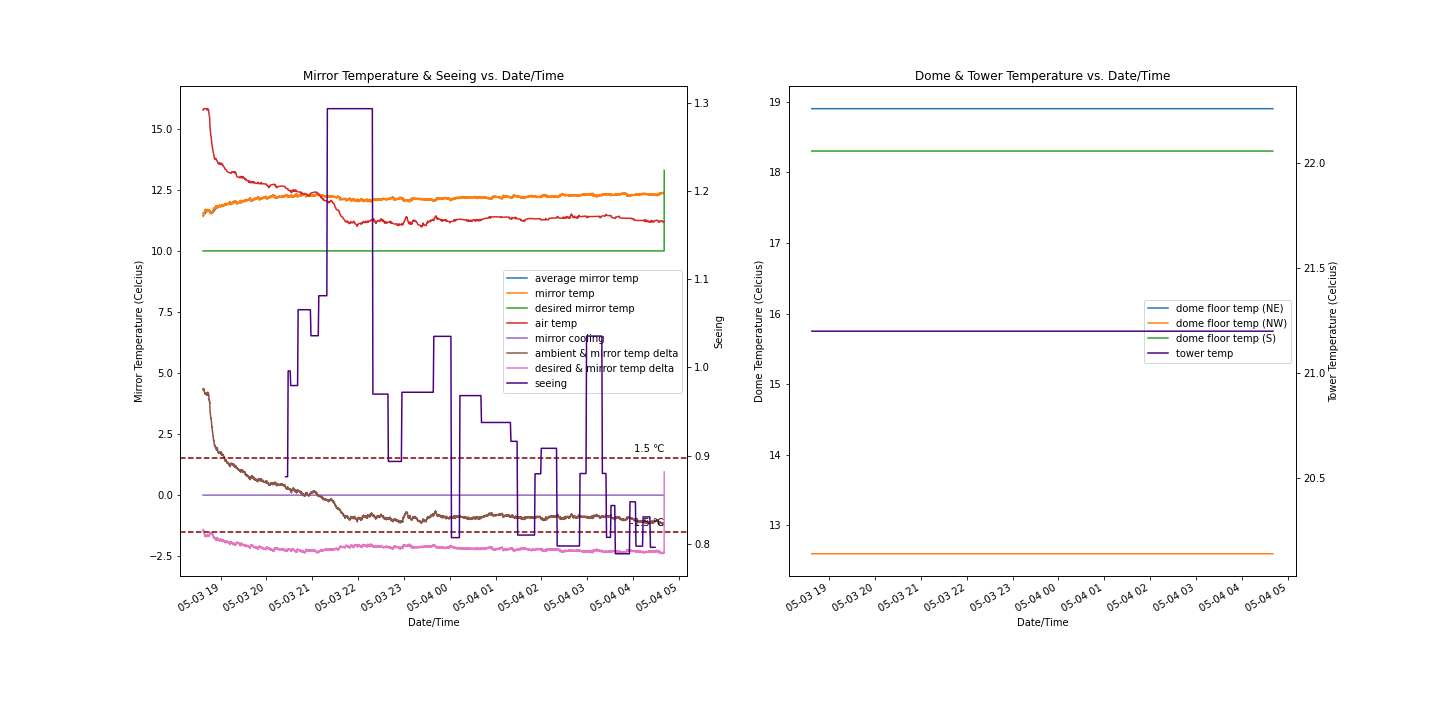 Mirror Temperature & Seeing vs. Date/Time
15.0
12.5
10.0
7.5
5.0
2.5
0.0
−2.5
Mirror Temperature (Celcius)
1.3
1.2
1.1
1.0
0.9
0.8
Seeing
average mirror temp
mirror temp
desired mirror temp
air temp
mirror cooling
ambient & mirror temp delta
desired & mirror temp delta
seeing
1.5 °C
-1.5 °C
05-03 19
05-03 20
05-03 21
05-03 22
05-03 23
05-04 00
05-04 01
05-04 02
05-04 03
05-04 04
05-04 05
Date/Time
Dome & Tower Temperature vs. Date/Time
19
18
17
16
15
14
13
Dome Temperature (Celcius)
22.0
21.5
21.0
20.5
Tower Temperature (Celcius)
dome floor temp (NE)
dome floor temp (NW)
dome floor temp (S)
tower temp
05-03 19
05-03 20
05-03 21
05-03 22
05-03 23
05-04 00
05-04 01
05-04 02
05-04 03
05-04 04
05-04 05
Date/Time